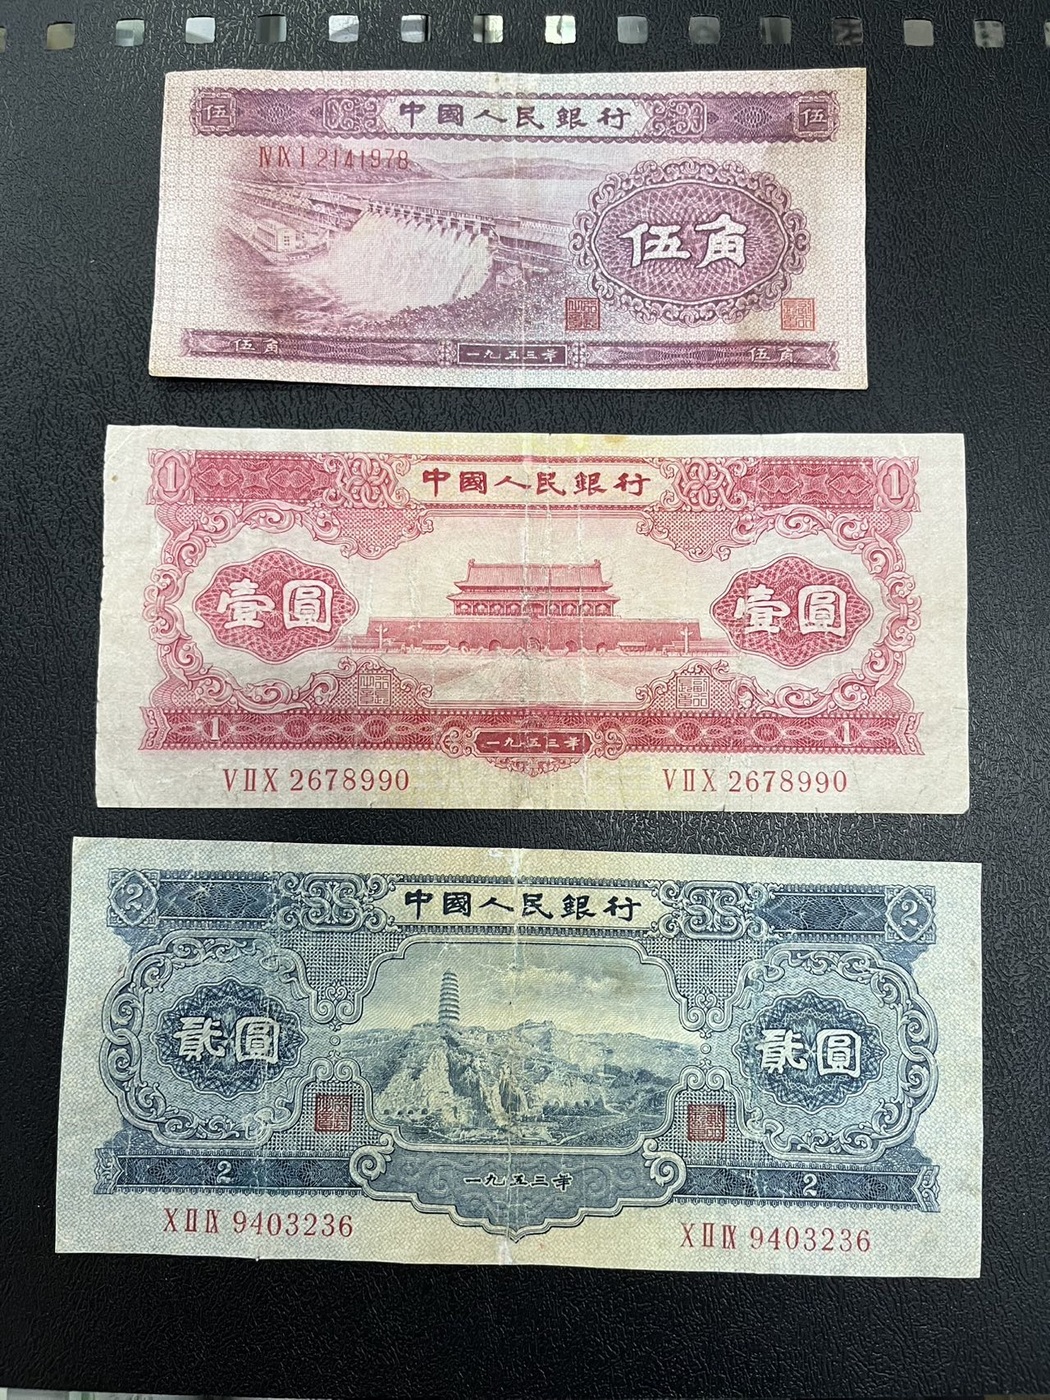 伍 中國人民銀行 伍
IV IX I 2141978
伍角
伍角 一九五三年 伍角
1 中國人民銀行 1
壹圓 壹圓
1 一九五三年 1
V II X 2678990 V II X 2678990
2 中國人民銀行 2
貳圓 貳圓
2 一九五三年 2
X II IX 9403236 X II IX 9403236